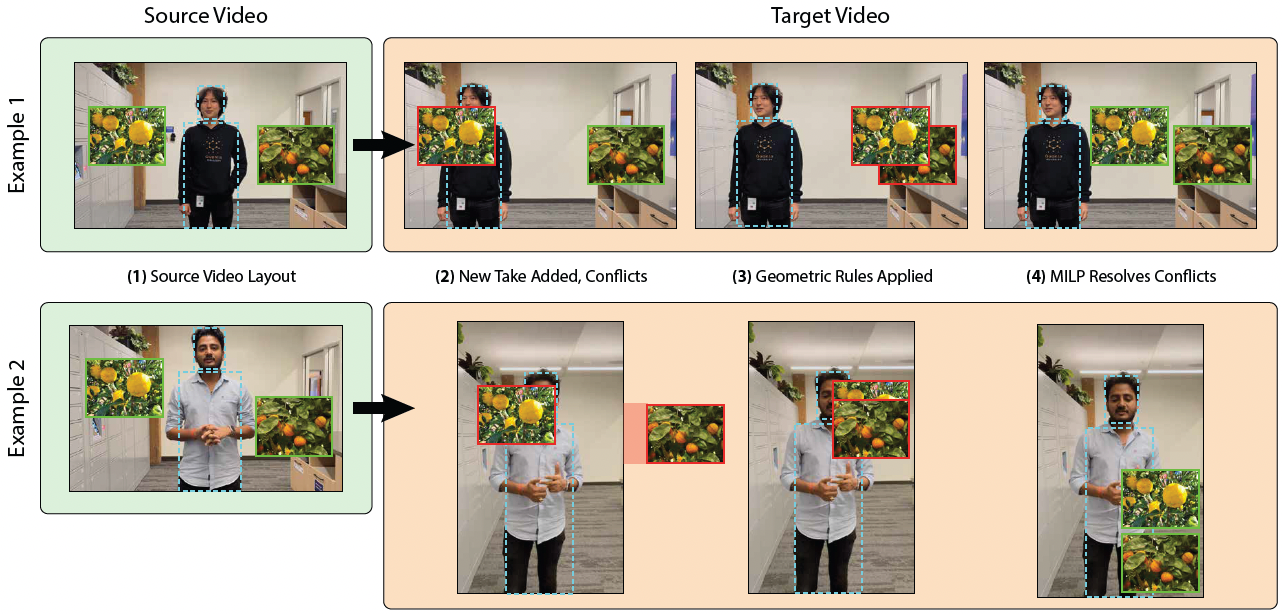 Source Video
Target Video
Example 1
(1) Source Video Layout
(2) New Take Added, Conflicts
(3) Geometric Rules Applied
(4) MILP Resolves Conflicts
Example 2